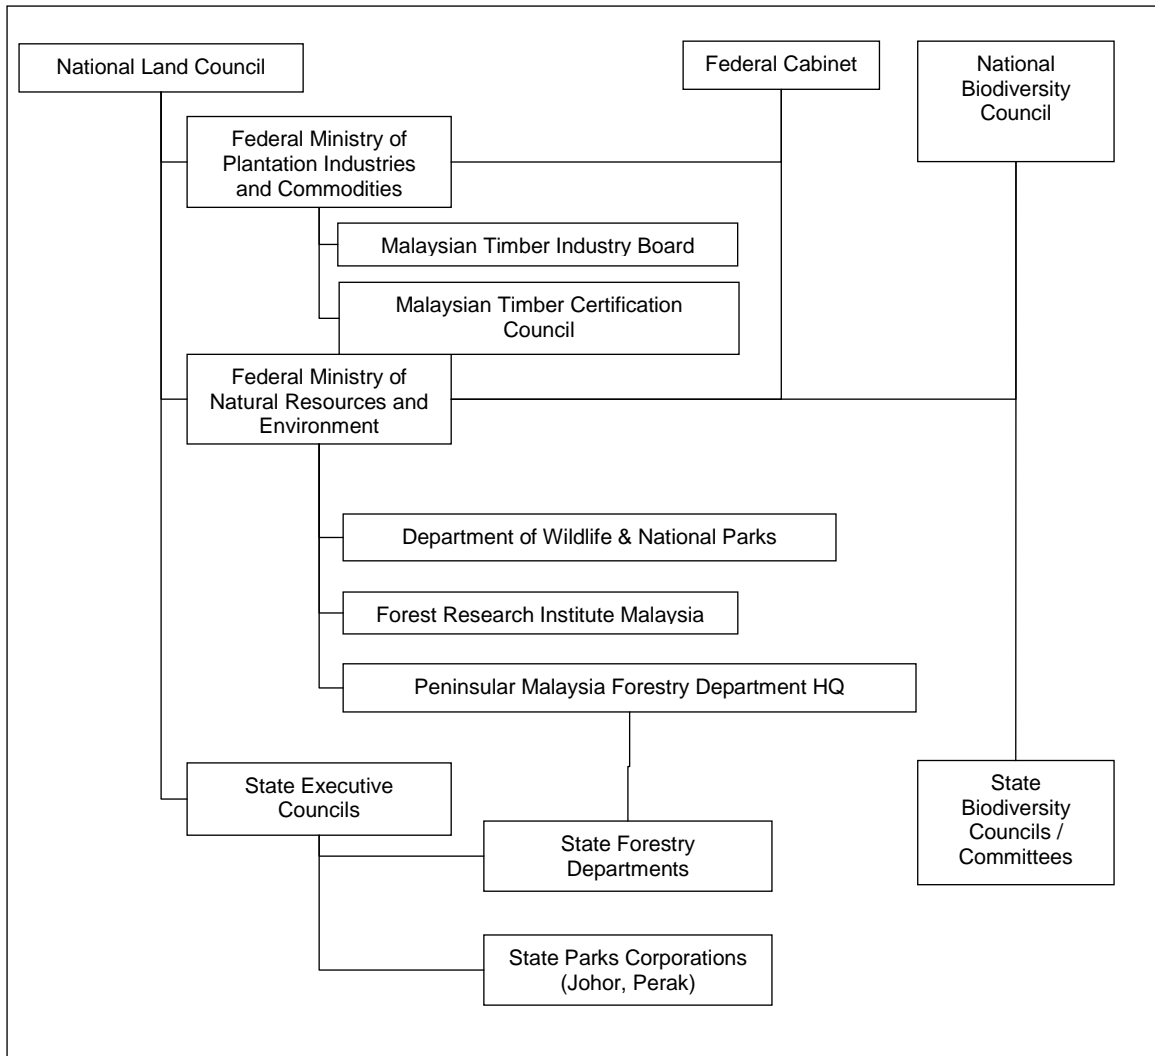 National Land Council
Federal Cabinet
National
Biodiversity
Council
Federal Ministry of
Plantation Industries
and Commodities
Malaysian Timber Industry Board
Malaysian Timber Certification
Council
Federal Ministry of
Natural Resources and
Environment
Department of Wildlife & National Parks
Forest Research Institute Malaysia
Peninsular Malaysia Forestry Department HQ
State Executive
Councils
State
Biodiversity
Councils /
Committees
State Forestry
Departments
State Parks Corporations
(Johor, Perak)